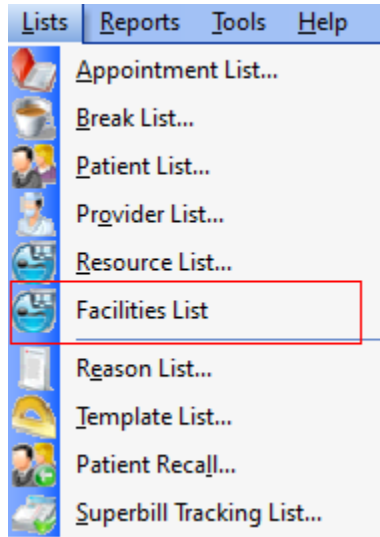 Lists Reports Tools Help
Appointment List...
Break List...
Patient List...
Provider List...
Resource List...
Facilities List
Reason List...
Template List...
Patient Recall...
Superbill Tracking List...